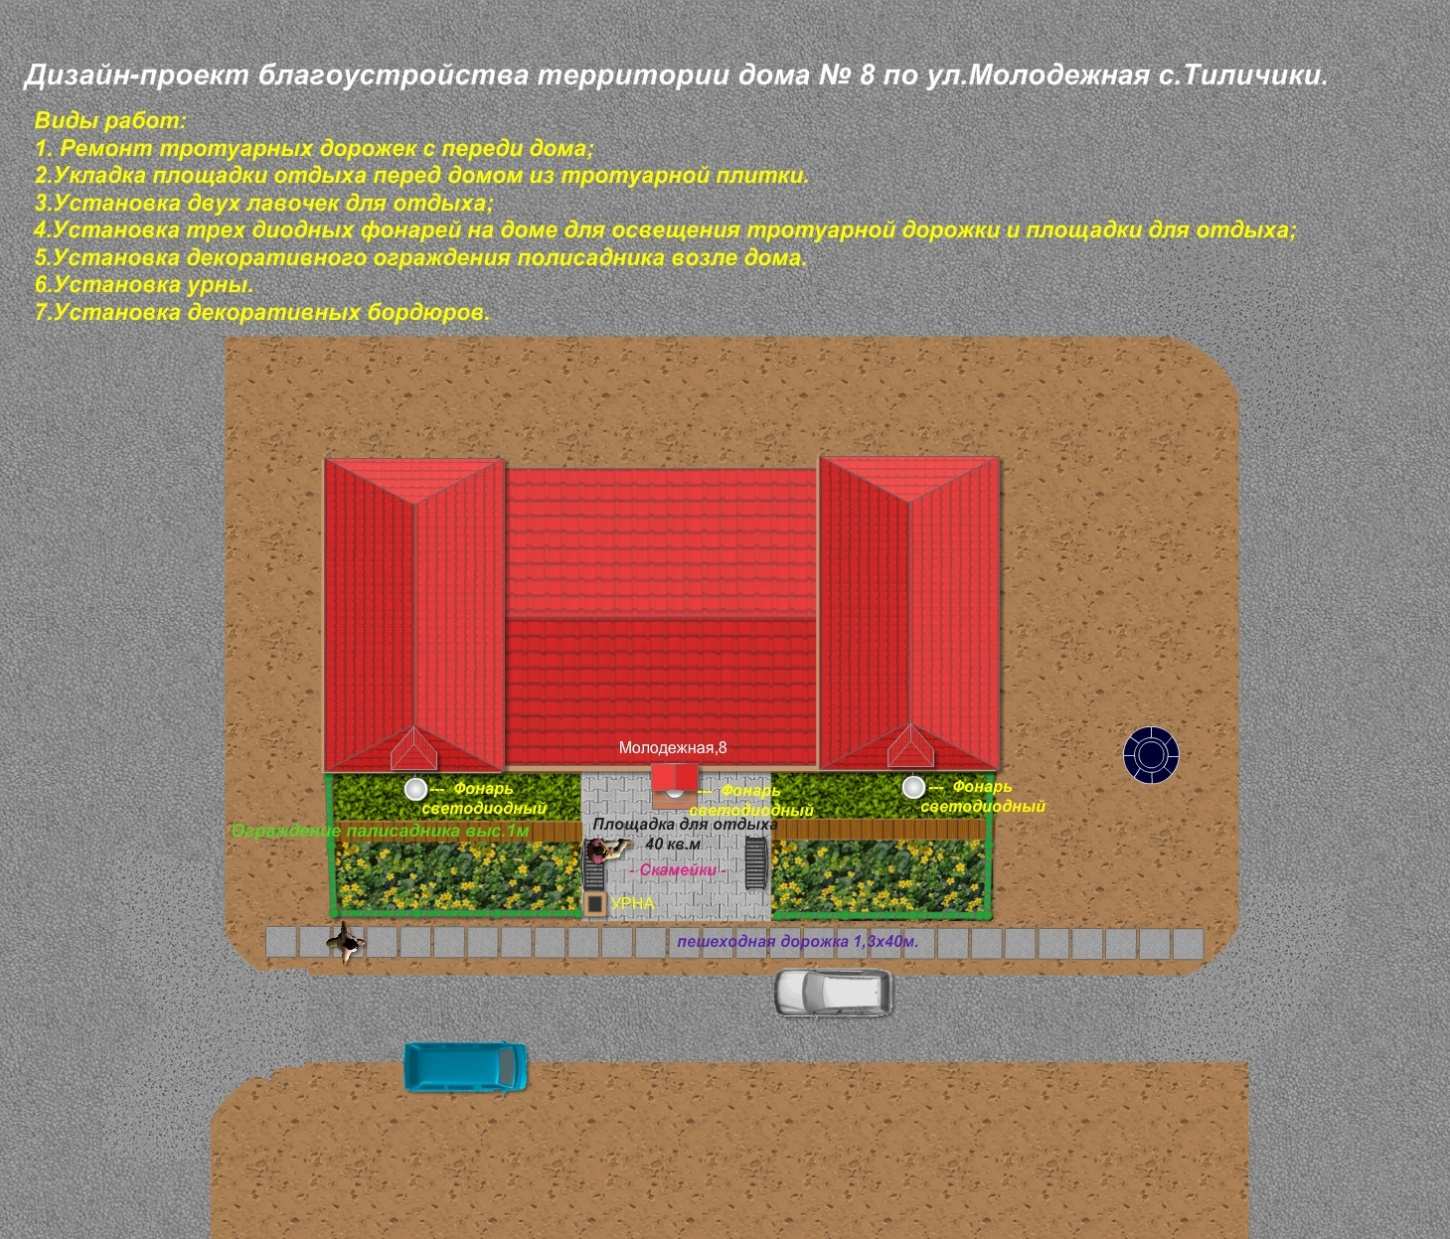 Дизайн-проект благоустройства территории дома № 8 по ул.Молодежная с.Тиличики.
Виды работ:
1. Ремонт тротуарных дорожек с переди дома;
2.Укладка площадки отдыха перед домом из тротуарной плитки.
3.Установка двух лавочек для отдыха;
4.Установка трех диодных фонарей на доме для освещения тротуарной дорожки и площадки для отдыха;
5.Установка декоративного ограждения полисадника возле дома.
6.Установка урны.
7.Установка декоративных бордюров.
Молодежная,8
--- Фонарь
светодиодный
--- Фонарь
светодиодный
--- Фонарь
светодиодный
Ограждение палисадника выс.1м
Площадка для отдыха
40 кв.м
- Скамейки -
УРНА
пешеходная дорожка 1,3х40м.